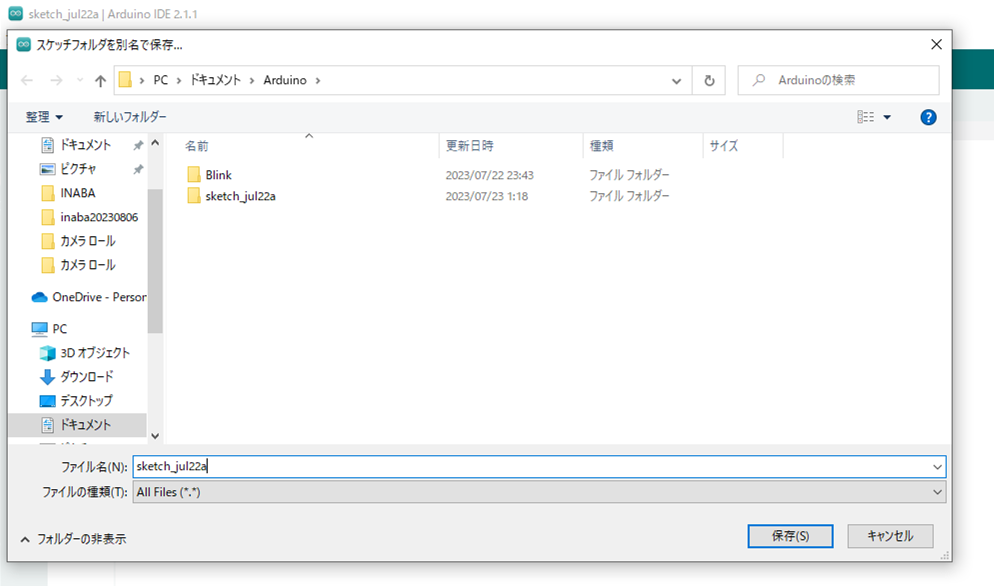 sketch_jul22a | Arduino IDE 2.1.1
スケッチフォルダを別名で保存...
PC > ドキュメント > Arduino >
Arduinoの検索
整理
新しいフォルダー
ドキュメント
ピクチャ
INABA
inaba20230806
カメラ ロール
カメラ ロール
OneDrive - Person
PC
3D オブジェクト
ダウンロード
デスクトップ
ドキュメント
名前 更新日時 種類 サイズ
Blink 2023/07/22 23:43 ファイル フォルダー
sketch_jul22a 2023/07/23 1:18 ファイル フォルダー
ファイル名(N): sketch_jul22a
ファイルの種類(T): All Files (*.*)
フォルダーの非表示
保存(S)
キャンセル